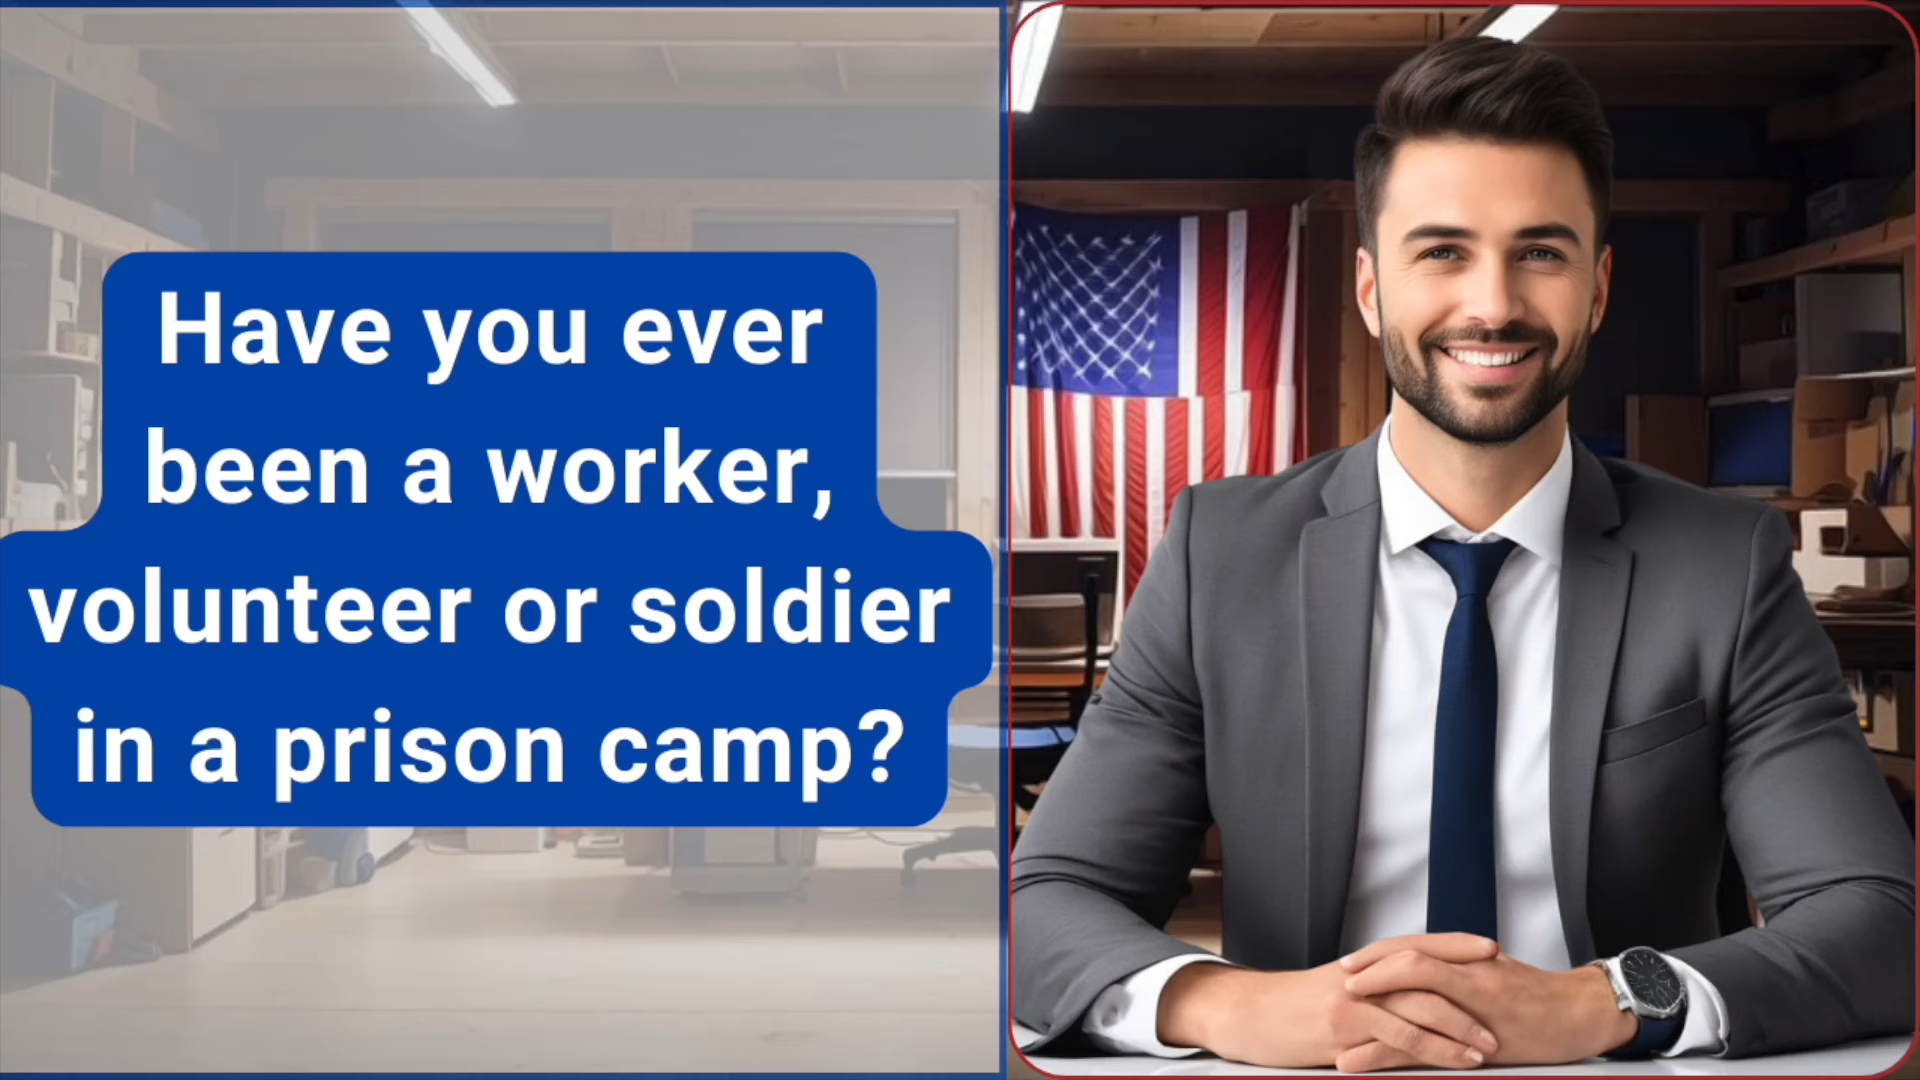 Have you ever
been a worker,
volunteer or soldier
in a prison camp?